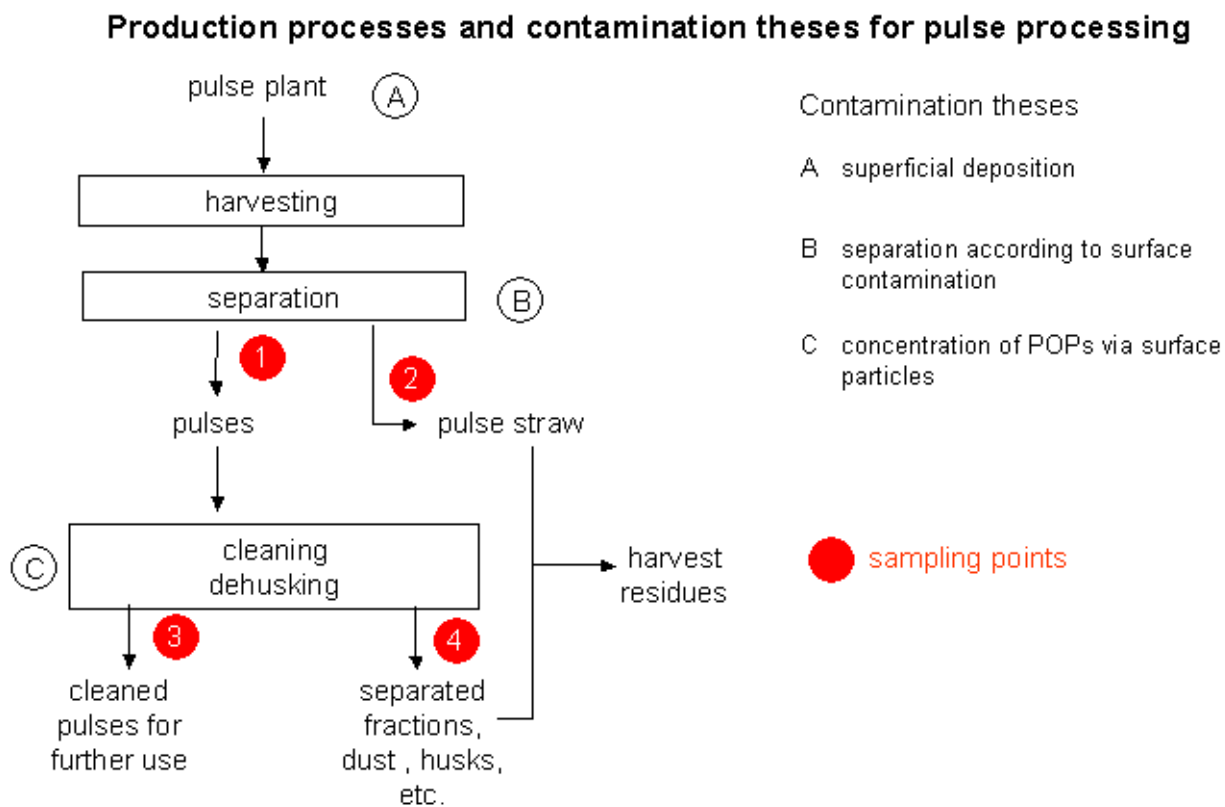 Production processes and contamination theses for pulse processing
pulse plant
A
harvesting
separation
B
1
2
pulses
pulse straw
C
cleaning
dehusking
harvest
residues
3
4
cleaned
pulses for
further use
separated
fractions,
dust , husks,
etc.
Contamination theses
A superficial deposition
B separation according to surface
contamination
C concentration of POPs via surface
particles
sampling points